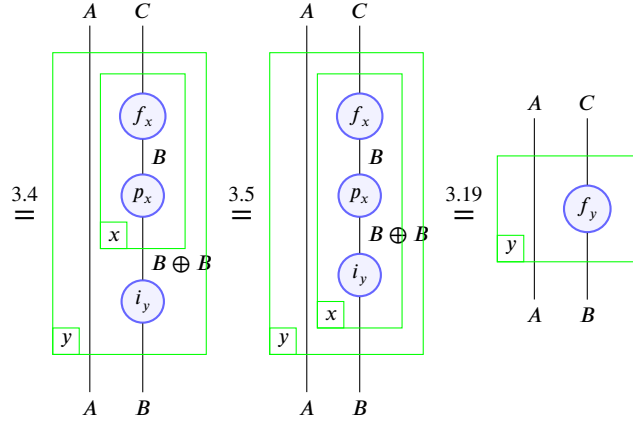 A C A C
f_x f_x A C
B B
3.4 p_x 3.5 p_x 3.19 f_y
= = =
x B ⊕ B y
B ⊕ B
i_y i_y
x A B
y y
A B A B